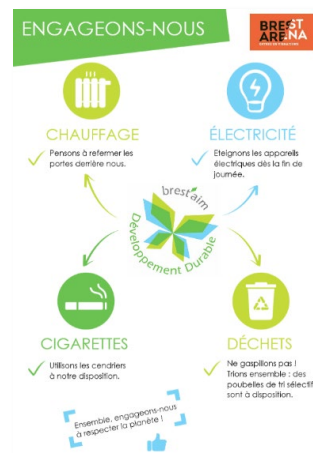 ENGAGEONS-NOUS
BREST
ARENA
CHAUFFAGE
Pensons à refermer les
portes derrière nous.
ÉLECTRICITÉ
Eteignons les appareils
électriques dès la fin de
journée.
brest'aim
Développement Durable
CIGARETTES
Utilisons les cendriers
à notre disposition.
DÉCHETS
Ne gaspillons pas !
Trions ensemble : des
poubelles de tri sélectif
sont à disposition.
Ensemble, engageons-nous
à respecter la planète !